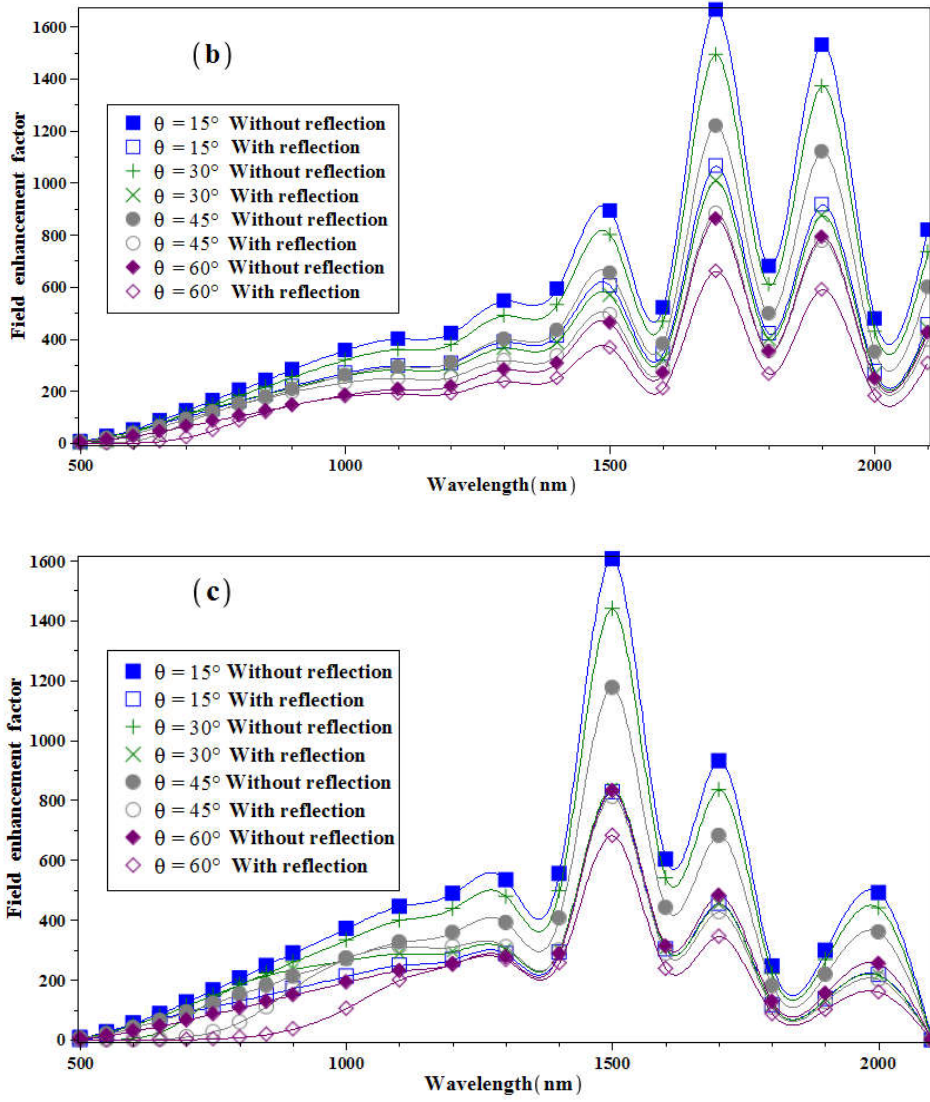 (b)
1600
1400
1200
1000
800
600
400
200
0
Field enhancement factor
θ = 15° Without reflection
θ = 15° With reflection
θ = 30° Without reflection
θ = 30° With reflection
θ = 45° Without reflection
θ = 45° With reflection
θ = 60° Without reflection
θ = 60° With reflection
500 1000 1500 2000
Wavelength(nm)
(c)
1600
1400
1200
1000
800
600
400
200
0
Field enhancement factor
θ = 15° Without reflection
θ = 15° With reflection
θ = 30° Without reflection
θ = 30° With reflection
θ = 45° Without reflection
θ = 45° With reflection
θ = 60° Without reflection
θ = 60° With reflection
500 1000 1500 2000
Wavelength(nm)